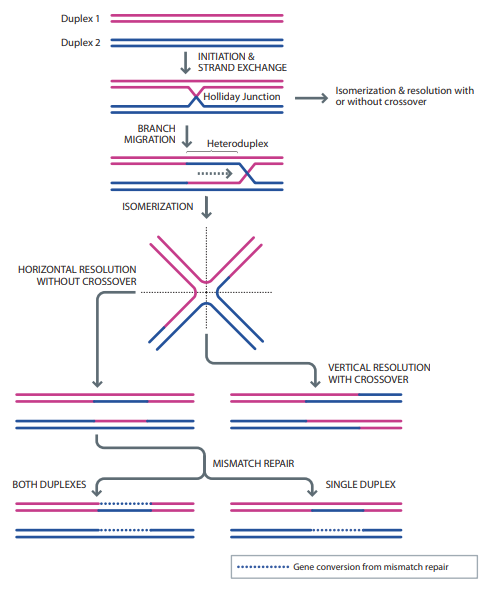 Duplex 1
Duplex 2
INITIATION &
STRAND EXCHANGE
Holliday Junction
Isomerization & resolution with
or without crossover
BRANCH
MIGRATION
Heteroduplex
ISOMERIZATION
HORIZONTAL RESOLUTION
WITHOUT CROSSOVER
VERTICAL RESOLUTION
WITH CROSSOVER
MISMATCH REPAIR
BOTH DUPLEXES
SINGLE DUPLEX
Gene conversion from mismatch repair